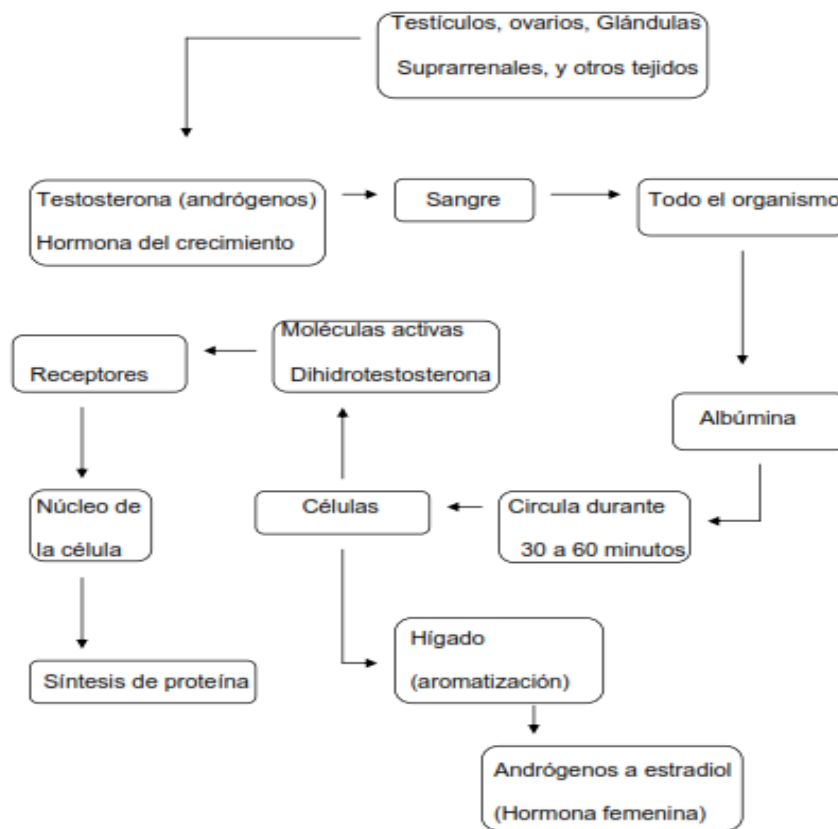 Testículos, ovarios, Glándulas
Suprarrenales, y otros tejidos
Testosterona (andrógenos)
Hormona del crecimiento
Sangre
Todo el organismo
Moléculas activas
Dihidrotestosterona
Receptores
Albúmina
Núcleo de
la célula
Células
Circula durante
30 a 60 minutos
Hígado
(aromatización)
Síntesis de proteína
Andrógenos a estradiol
(Hormona femenina)